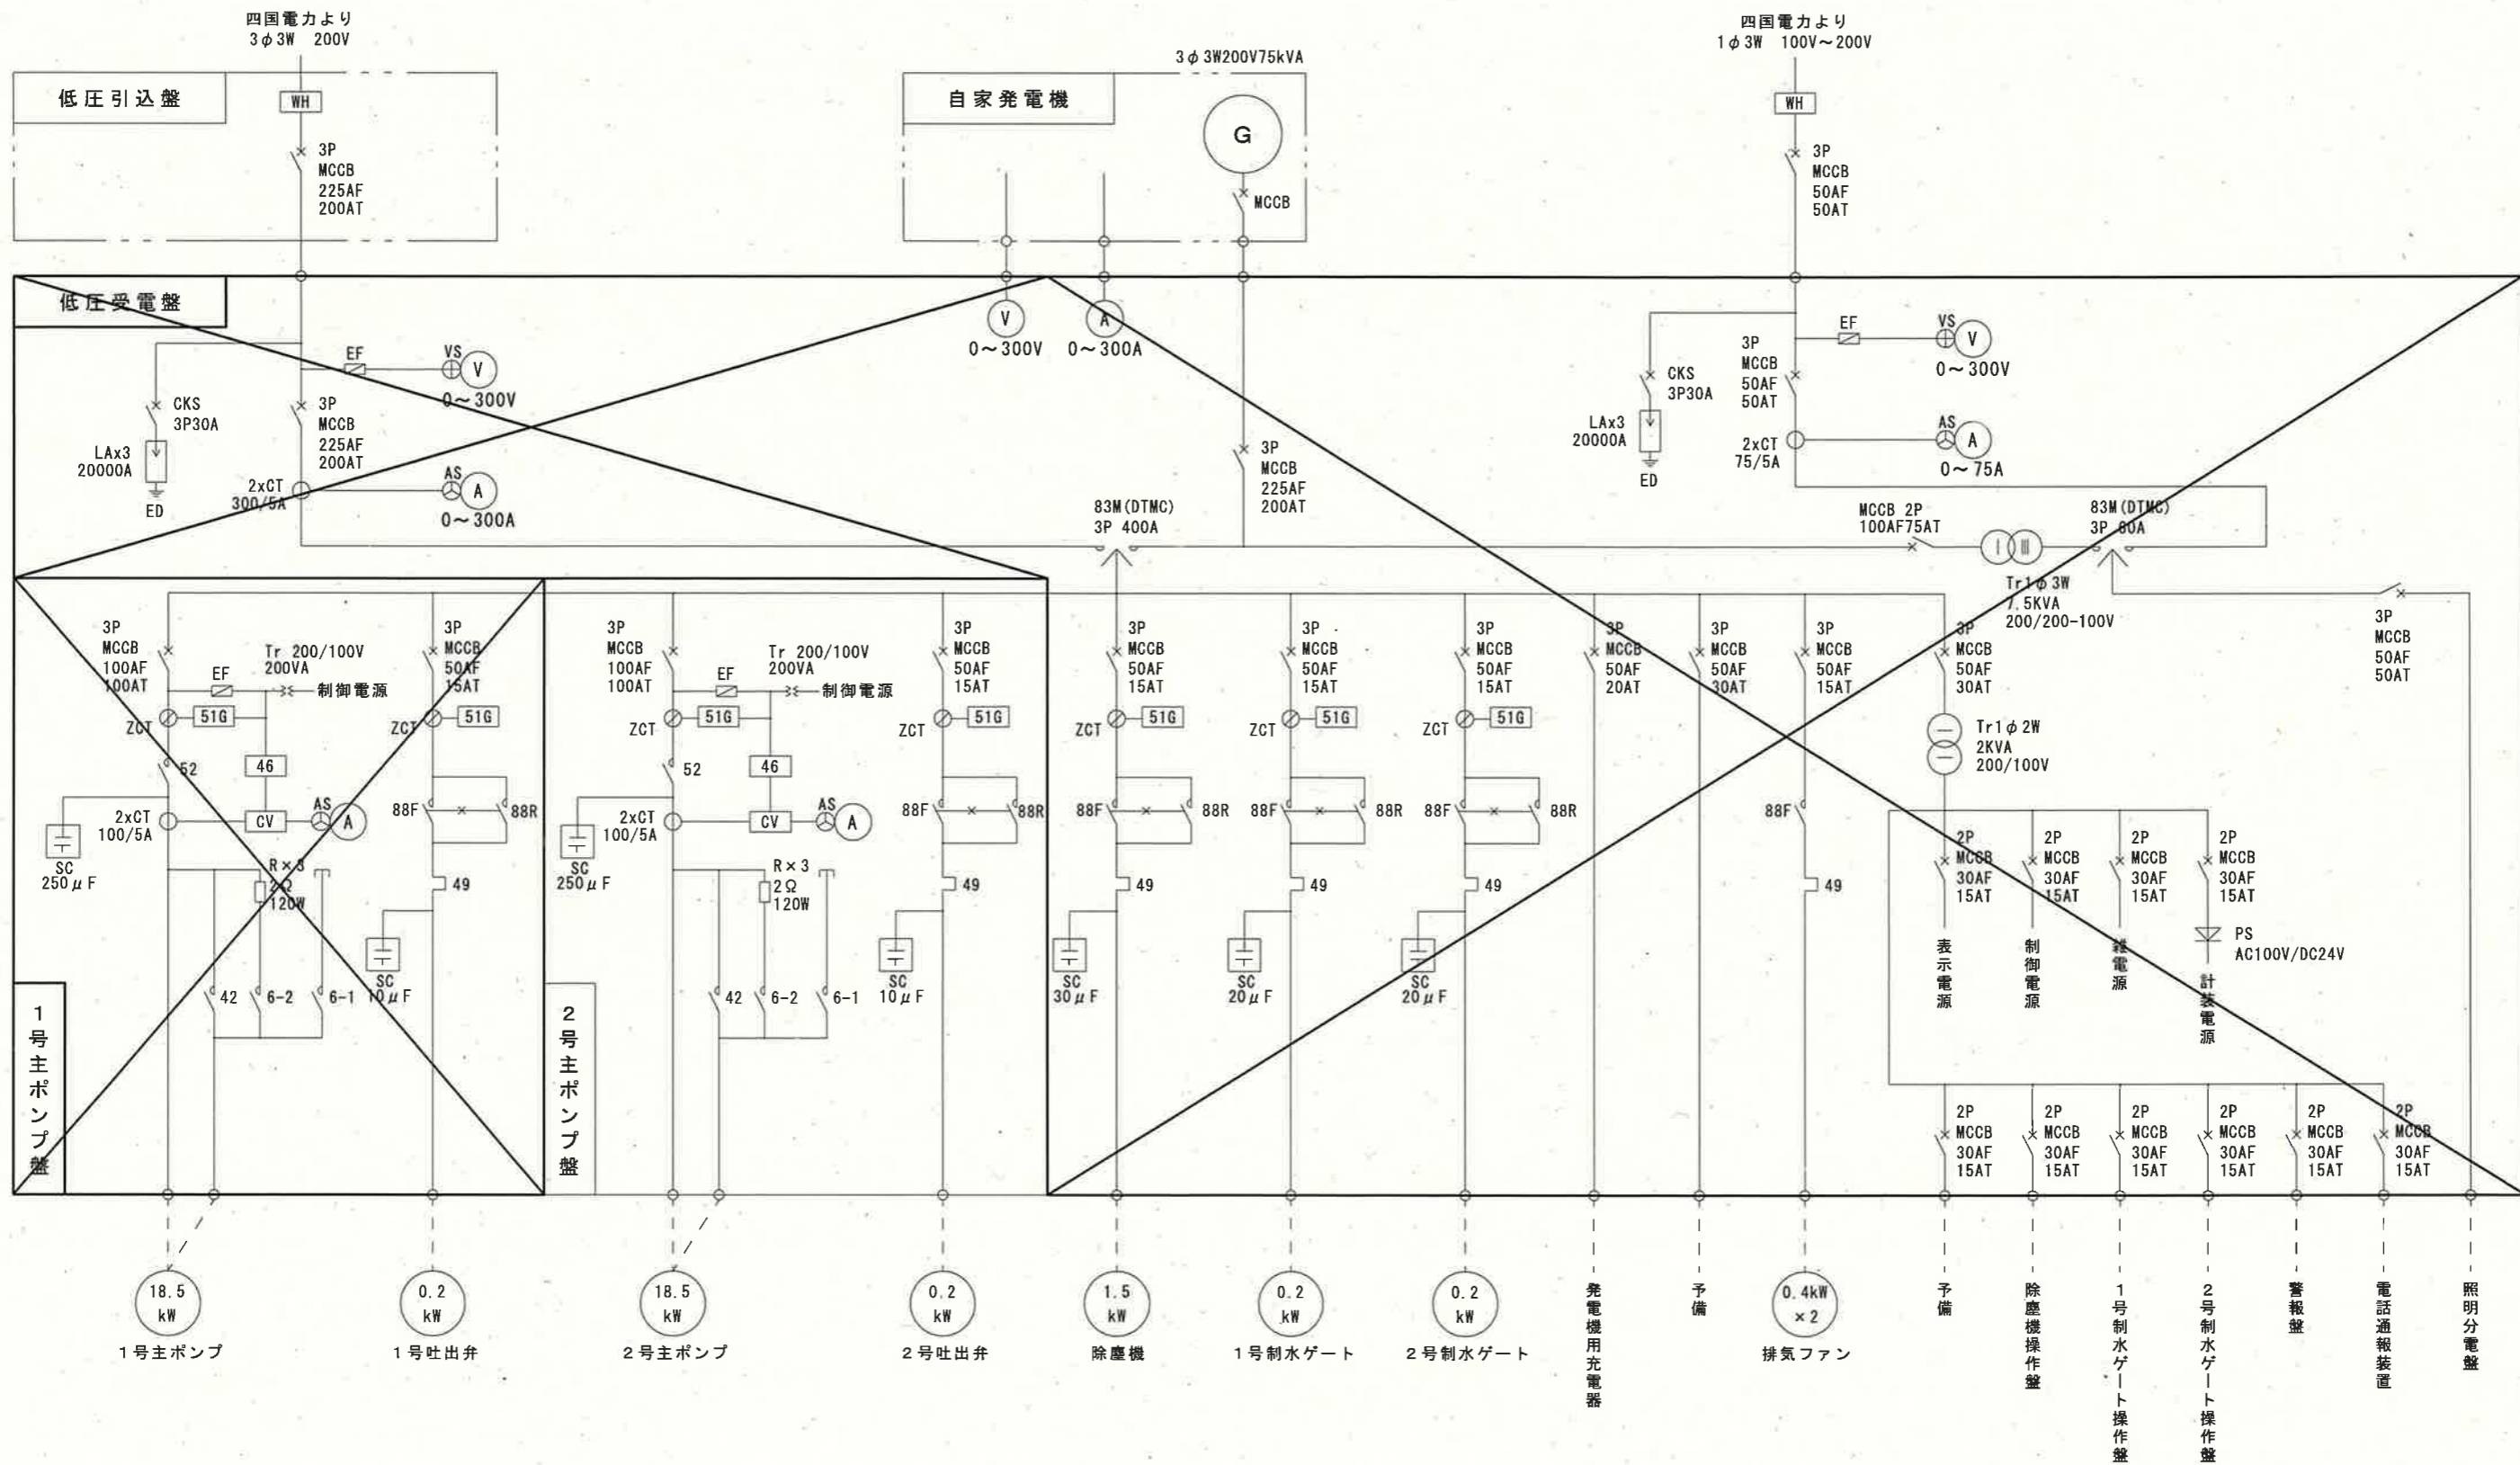 四国電力より
3φ3W 200V
低圧引込盤
WH
3P
MCCB
225AF
200AT
3φ3W200V75kVA
自家発電機
G
MCCB
四国電力より
1φ3W 100V～200V
WH
3P
MCCB
50AF
50AT
低圧受電盤
EF
VS
V
0～300V
CKS
3P30A
LAx3
20000A
ED
3P
MCCB
225AF
200AT
2xCT
300/5A
AS
A
0～300A
V
0～300V
A
0～300A
3P
MCCB
225AF
200AT
83M(DTMC)
3P 400A
EF
VS
V
0～300V
3P
MCCB
50AF
50AT
CKS
3P30A
LAx3
20000A
ED
2xCT
75/5A
AS
A
0～75A
MCCB 2P
100AF75AT
83M(DTMC)
3P 60A
Tr1φ3W
7.5KVA
200/200-100V
3P
MCCB
50AF
50AT
1号主ポンプ盤
3P
MCCB
100AF
100AT
EF
Tr 200/100V
200VA
制御電源
ZCT
51G
52
46
2xCT
100/5A
CV
AS
A
SC
250μF
R×3
2Ω
120W
42
6-2
6-1
3P
MCCB
50AF
15AT
ZCT
51G
88F
88R
49
SC
10μF
2号主ポンプ盤
3P
MCCB
100AF
100AT
EF
Tr 200/100V
200VA
制御電源
ZCT
51G
52
46
2xCT
100/5A
CV
AS
A
SC
250μF
R×3
2Ω
120W
42
6-2
6-1
3P
MCCB
50AF
15AT
ZCT
51G
88F
88R
49
SC
10μF
3P
MCCB
50AF
15AT
ZCT
51G
88F
88R
49
SC
30μF
3P
MCCB
50AF
15AT
ZCT
51G
88F
88R
49
SC
20μF
3P
MCCB
50AF
15AT
ZCT
51G
88F
88R
49
SC
20μF
3P
MCCB
50AF
20AT
3P
MCCB
50AF
30AT
3P
MCCB
50AF
15AT
88F
49
3P
MCCB
50AF
30AT
Tr1φ2W
2KVA
200/100V
2P
MCCB
30AF
15AT
表示電源
2P
MCCB
30AF
15AT
制御電源
2P
MCCB
30AF
15AT
雑電源
2P
MCCB
30AF
15AT
PS
AC100V/DC24V
計装電源
2P
MCCB
30AF
15AT
2P
MCCB
30AF
15AT
2P
MCCB
30AF
15AT
2P
MCCB
30AF
15AT
2P
MCCB
30AF
15AT
2P
MCCB
30AF
15AT
18.5
kW
1号主ポンプ
0.2
kW
1号吐出弁
18.5
kW
2号主ポンプ
0.2
kW
2号吐出弁
1.5
kW
除塵機
0.2
kW
1号制水ゲート
0.2
kW
2号制水ゲート
発電機用充電器
予備
0.4kW
×2
排気ファン
予備
除塵機操作盤
1号制水ゲート操作盤
2号制水ゲート操作盤
警報盤
電話通報装置
照明分電盤